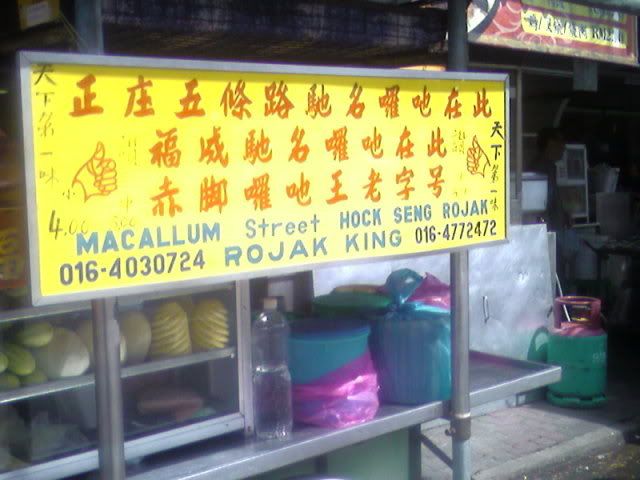 正座五條路馳名囉吔在此
福成馳名囉吔在此
赤脚囉吔王老字号
天下第一味
天下第一味
小
4.00
MACALLUM Street HOCK SENG ROJAK
016-4030724 ROJAK KING 016-4772472